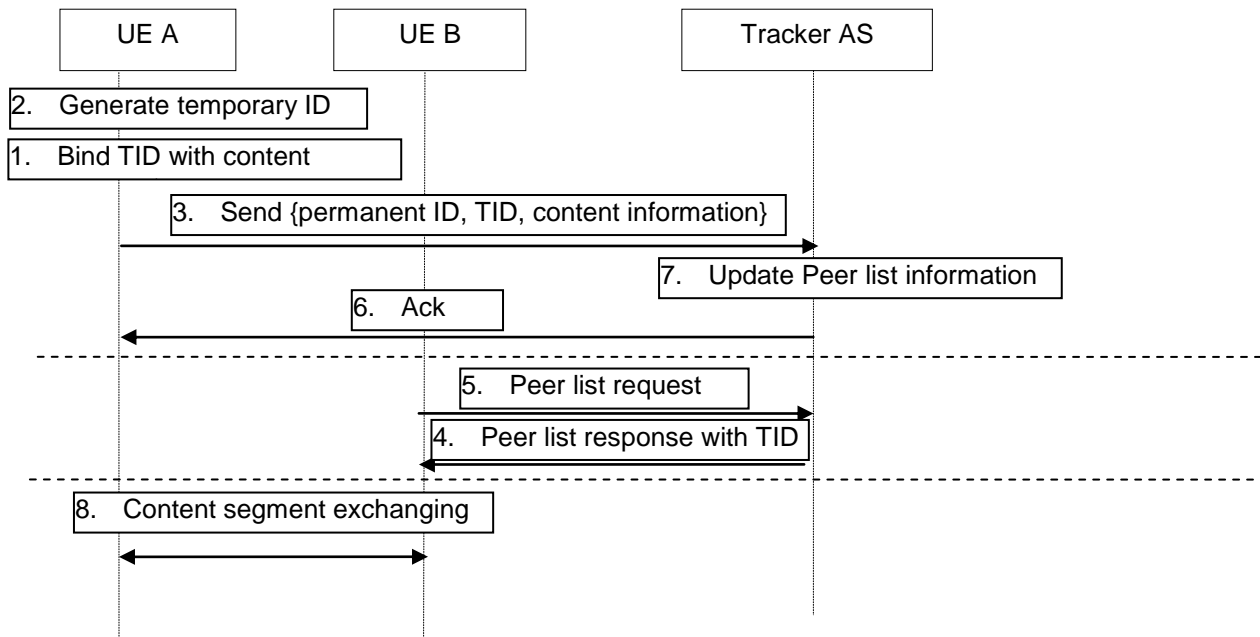 UE A
UE B
Tracker AS
2. Generate temporary ID
1. Bind TID with content
3. Send {permanent ID, TID, content information}
7. Update Peer list information
6. Ack
5. Peer list request
4. Peer list response with TID
8. Content segment exchanging